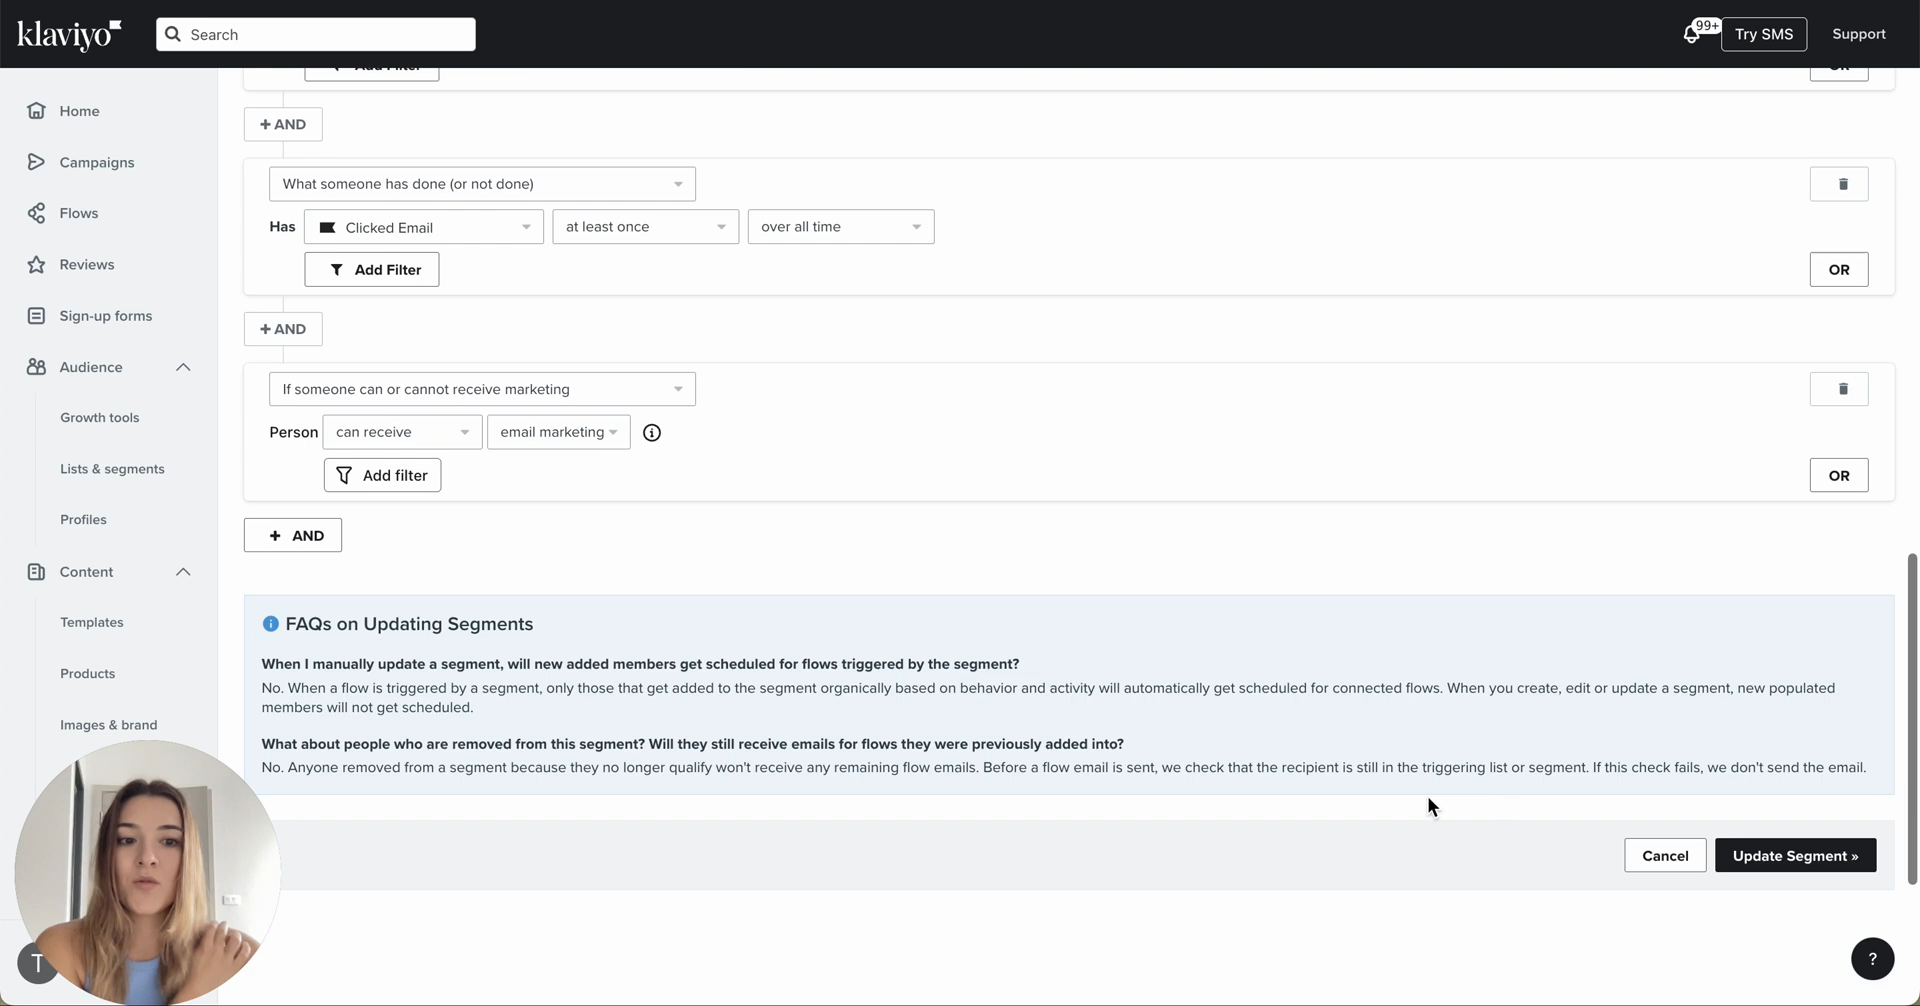 klaviyo
Search
99+
Try SMS
Support
Home
Campaigns
Flows
Reviews
Sign-up forms
Audience
Growth tools
Lists & segments
Profiles
Content
Templates
Products
Images & brand
T
Add Filter
OR
+ AND
What someone has done (or not done)
Has
Clicked Email
at least once
over all time
Add Filter
OR
+ AND
If someone can or cannot receive marketing
Person
can receive
email marketing
Add filter
OR
+ AND
FAQs on Updating Segments
When I manually update a segment, will new added members get scheduled for flows triggered by the segment?
No. When a flow is triggered by a segment, only those that get added to the segment organically based on behavior and activity will automatically get scheduled for connected flows. When you create, edit or update a segment, new populated
members will not get scheduled.
What about people who are removed from this segment? Will they still receive emails for flows they were previously added into?
No. Anyone removed from a segment because they no longer qualify won't receive any remaining flow emails. Before a flow email is sent, we check that the recipient is still in the triggering list or segment. If this check fails, we don't send the email.
Cancel
Update Segment »
?